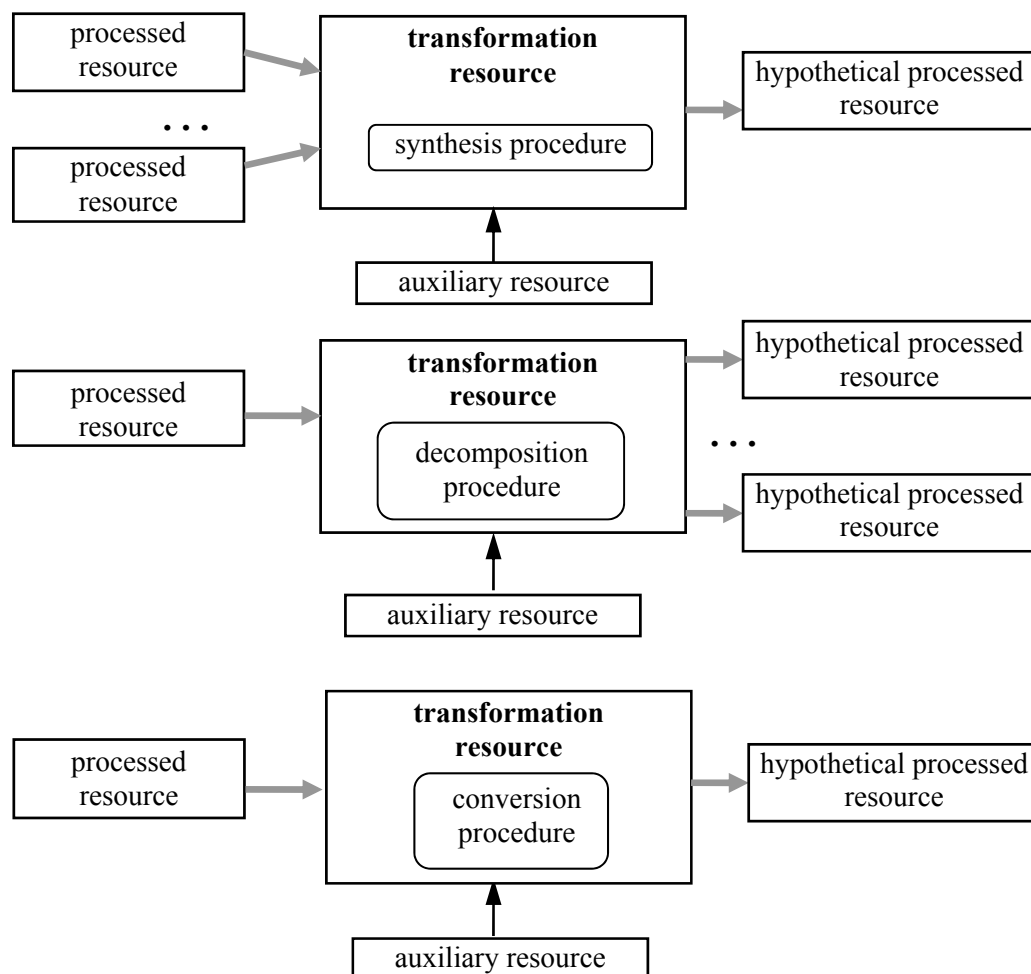 processed
resource
. . .
processed
resource
transformation
resource
synthesis procedure
hypothetical processed
resource
auxiliary resource
processed
resource
transformation
resource
decomposition
procedure
hypothetical processed
resource
. . .
hypothetical processed
resource
auxiliary resource
processed
resource
transformation
resource
conversion
procedure
hypothetical processed
resource
auxiliary resource